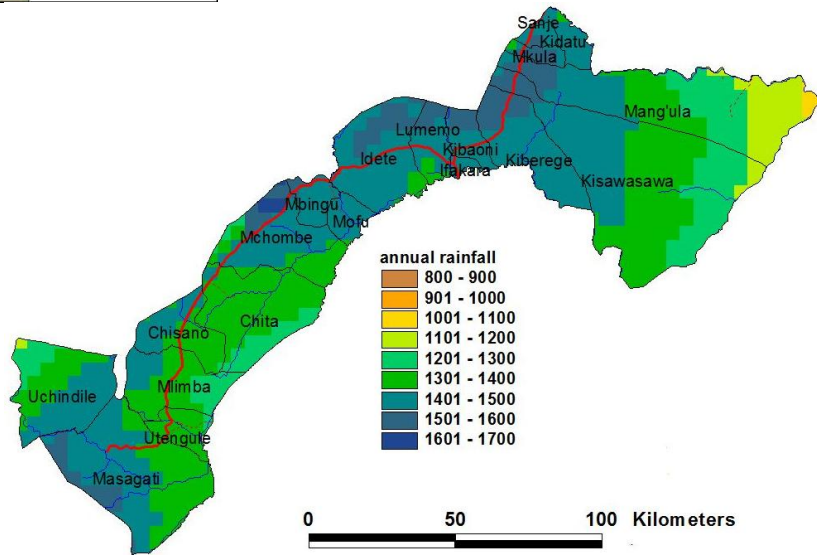 Sanje
Kidatu
Mkula
Mang'ula
Lumemo
Kibaoni
Idete
Ifakara
Kiberege
Kisawasawa
Mbingu
Mofu
Mchombe
Chita
Chisano
Mlimba
Uchindile
Utengule
Masagati
annual rainfall
800 - 900
901 - 1000
1001 - 1100
1101 - 1200
1201 - 1300
1301 - 1400
1401 - 1500
1501 - 1600
1601 - 1700
0 50 100 Kilometers